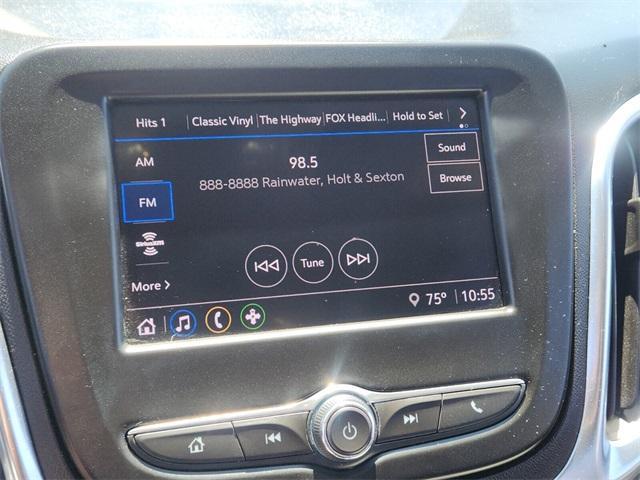 Hits 1 Classic Vinyl The Highway FOX Headli... Hold to Set
AM
98.5
Sound
888-8888 Rainwater, Holt & Sexton
FM
Browse
SiriusXM
Tune
More
75° 10:55